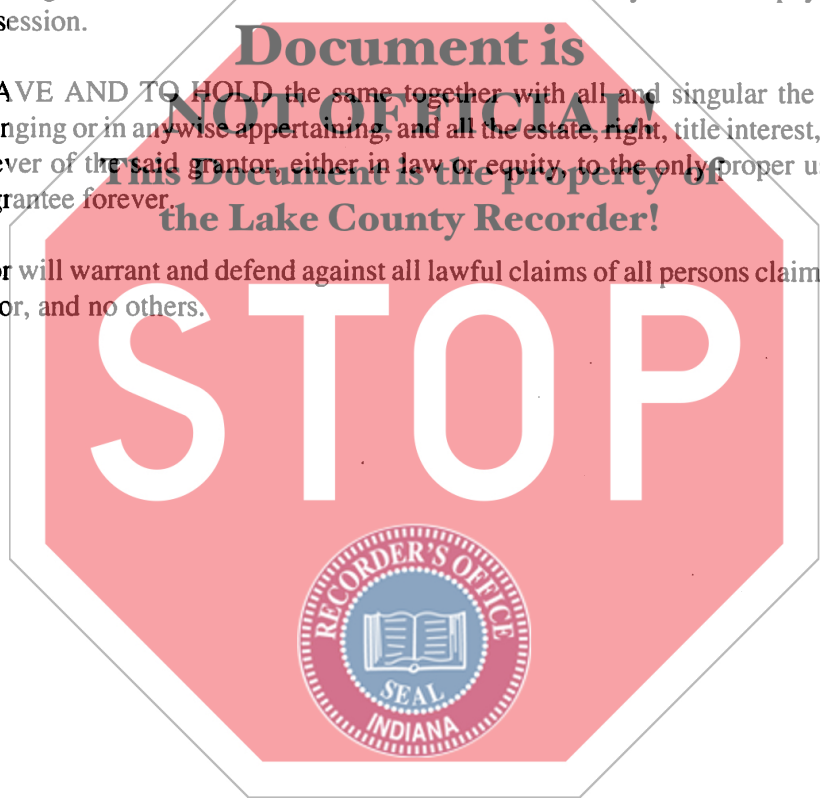 session.
Document is
AVE AND TO HOLD the same together with all and singular the
NOT OFFICIAL!
nging or in anywise appertaining, and all the estate, right, title interest,
ver of the said grantor, either in law or equity, to the only proper u
This Document is the property of
grantee forever.
the Lake County Recorder!
or will warrant and defend against all lawful claims of all persons claim
or, and no others.
STOP
RECORDER'S OFFICE
SEAL
INDIANA